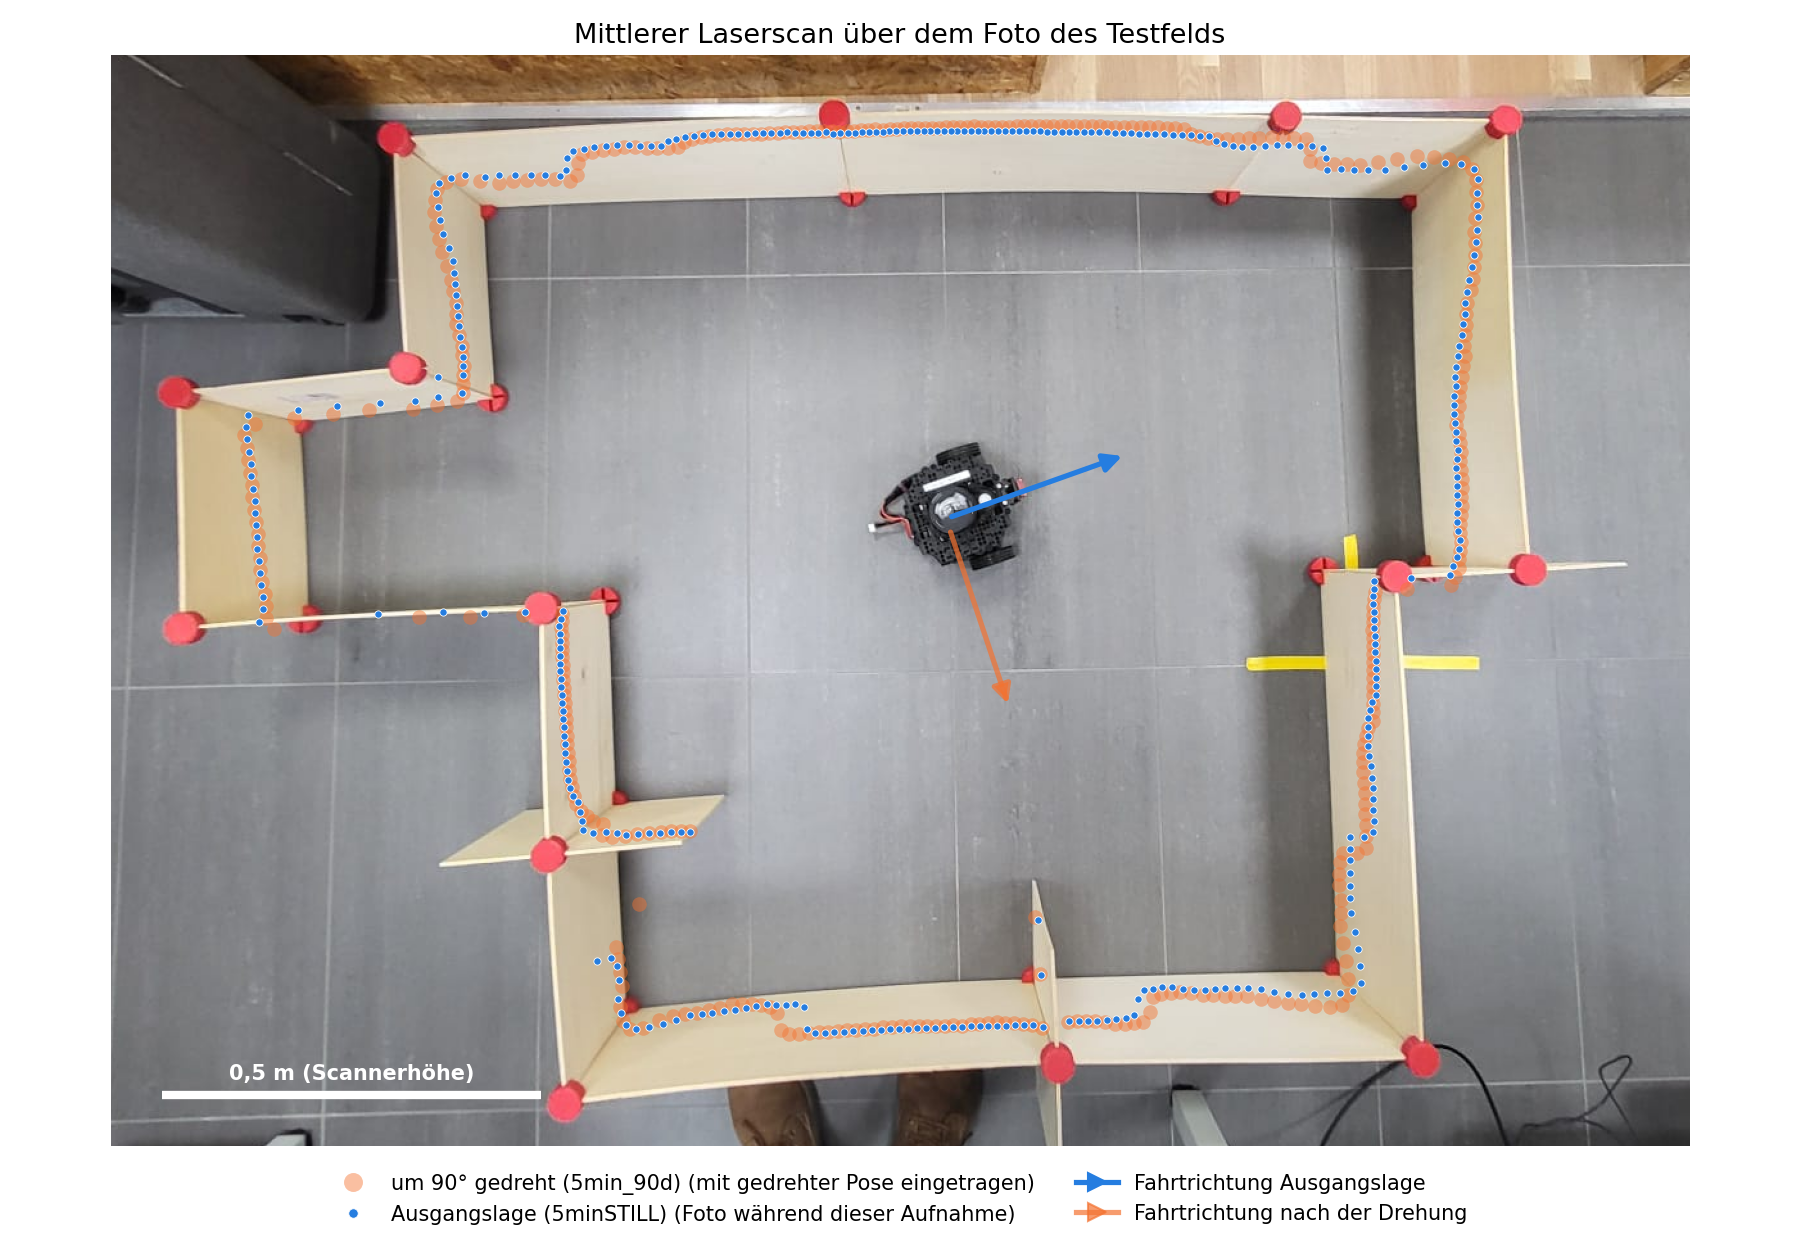 Mittlerer Laserscan über dem Foto des Testfelds
0,5 m (Scannerhöhe)
um 90° gedreht (5min_90d) (mit gedrehter Pose eingetragen)
Ausgangslage (5minSTILL) (Foto während dieser Aufnahme)
Fahrtrichtung Ausgangslage
Fahrtrichtung nach der Drehung